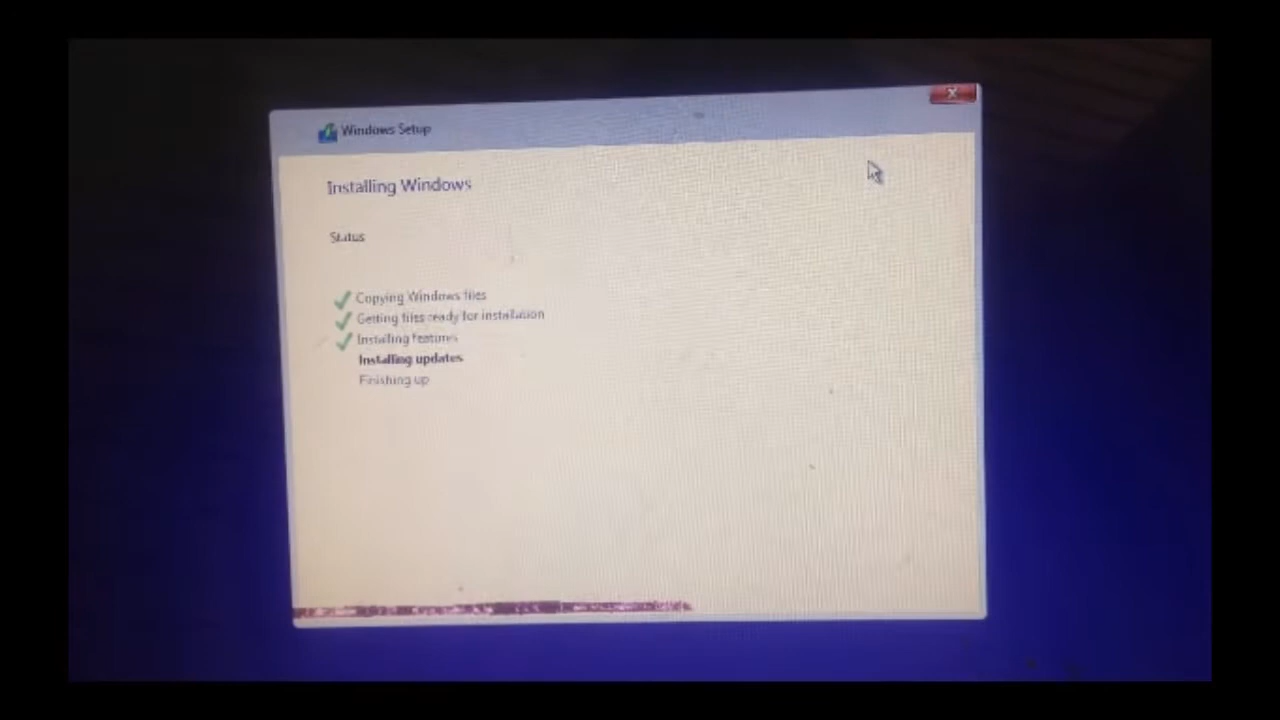 Windows Setup
Installing Windows
Status
Copying Windows files
Getting files ready for installation
Installing features
Installing updates
Finishing up